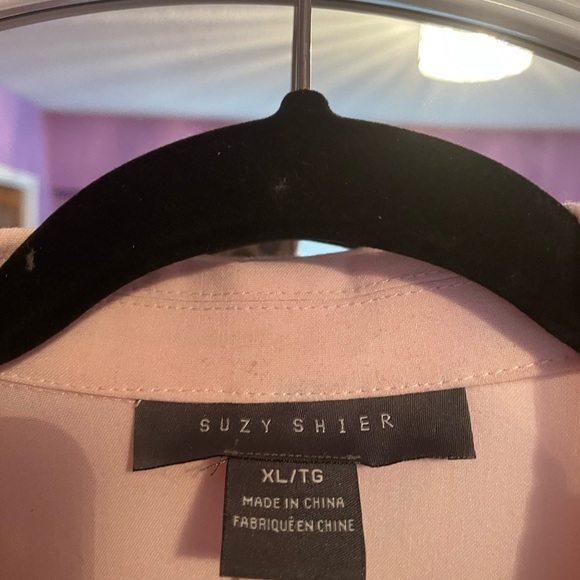 SUZY SHIER
XL/TG
MADE IN CHINA
FABRIQUÉ EN CHINE